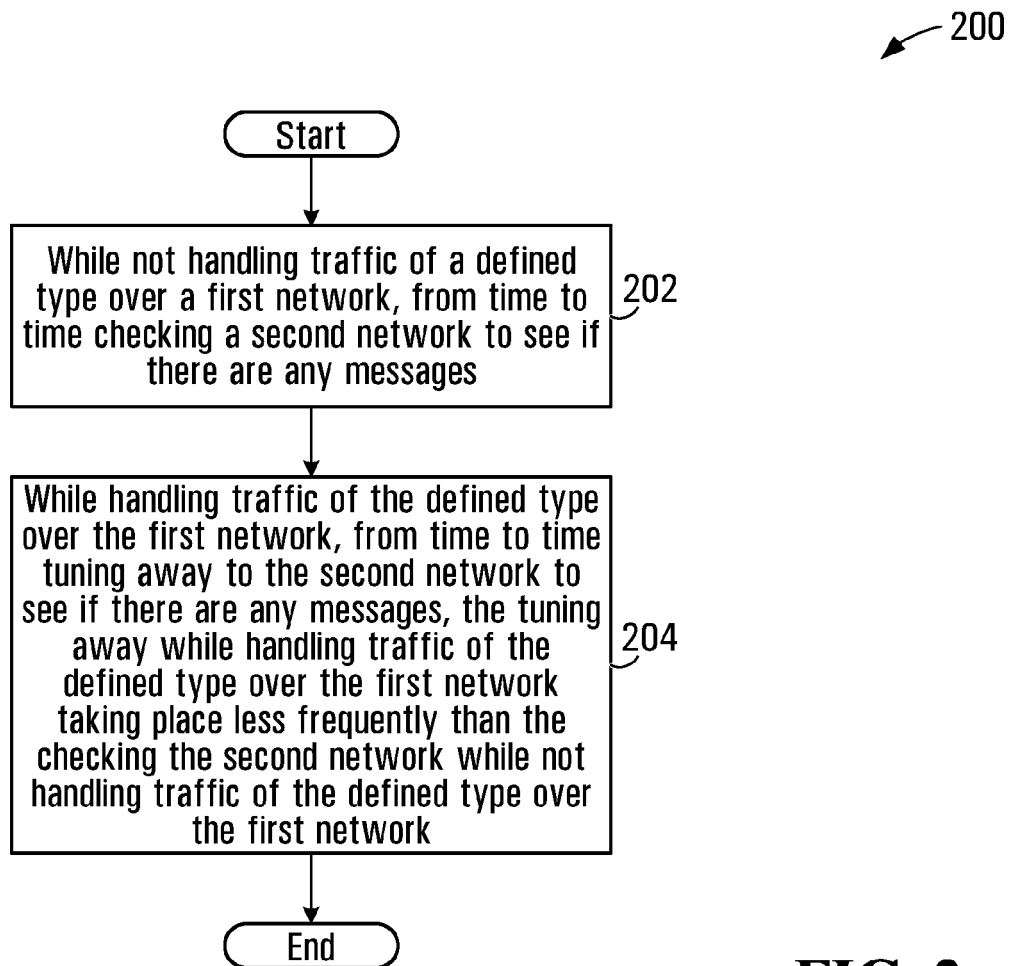 200
Start
While not handling traffic of a defined
type over a first network, from time to
time checking a second network to see if
there are any messages
202
While handling traffic of the defined type
over the first network, from time to time
tuning away to the second network to
see if there are any messages, the tuning
away while handling traffic of the
defined type over the first network
taking place less frequently than the
checking the second network while not
handling traffic of the defined type over
the first network
204
End